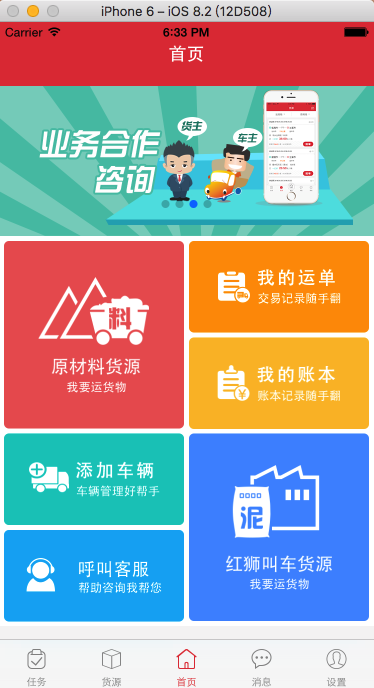 iPhone 6 – iOS 8.2 (12D508)
Carrier
6:33 PM
首页
业务合作
咨询
货主
车主
料
原材料货源
我要运货物
我的运单
交易记录随手翻
¥
我的账本
账本记录随手翻
添加车辆
车辆管理好帮手
呼叫客服
帮助咨询我帮您
泥
红狮叫车货源
我要运货物
任务
货源
首页
消息
设置